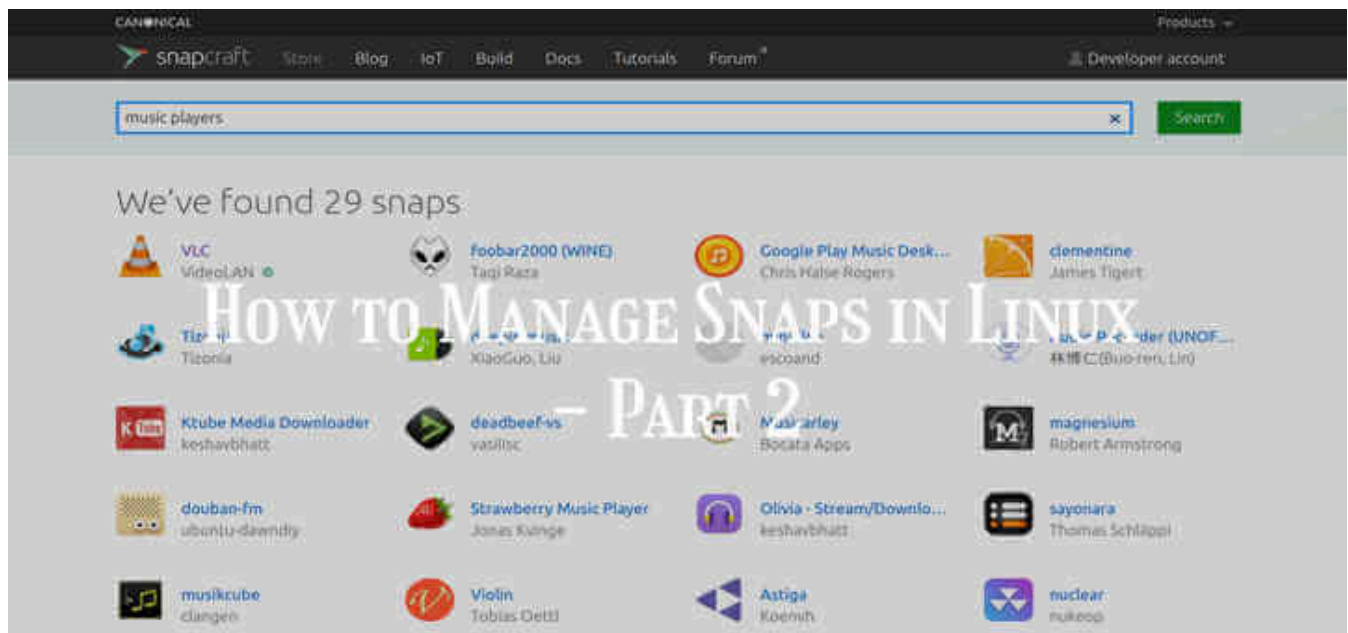 CANONICAL Products
snapcraft Store Blog IoT Build Docs Tutorials Forum Developer account
music players × Search
We've found 29 snaps
VLC foobar2000 (WINE) Google Play Music Desk... clementine
VideoLAN Taqi Raza Chris Halse Rogers James Tigert
How to Manage Snaps in Linux
Tizonia XiaoGuo, Liu escoand 林博仁(Buo-ren, Lin)
– Part 2
Ktube Media Downloader deadbeef-vs Musicarley magnesium
keshavbhatt vasilisc Bocata Apps Robert Armstrong
douban-fm Strawberry Music Player Olivia - Stream/Downlo... sayonara
ubuntu-dawndiy Jonas Kvinge keshavbhatt Thomas Schläppi
musikcube Violin Astiga nuclear
clangen Tobias Oettl Koenvh nukeop